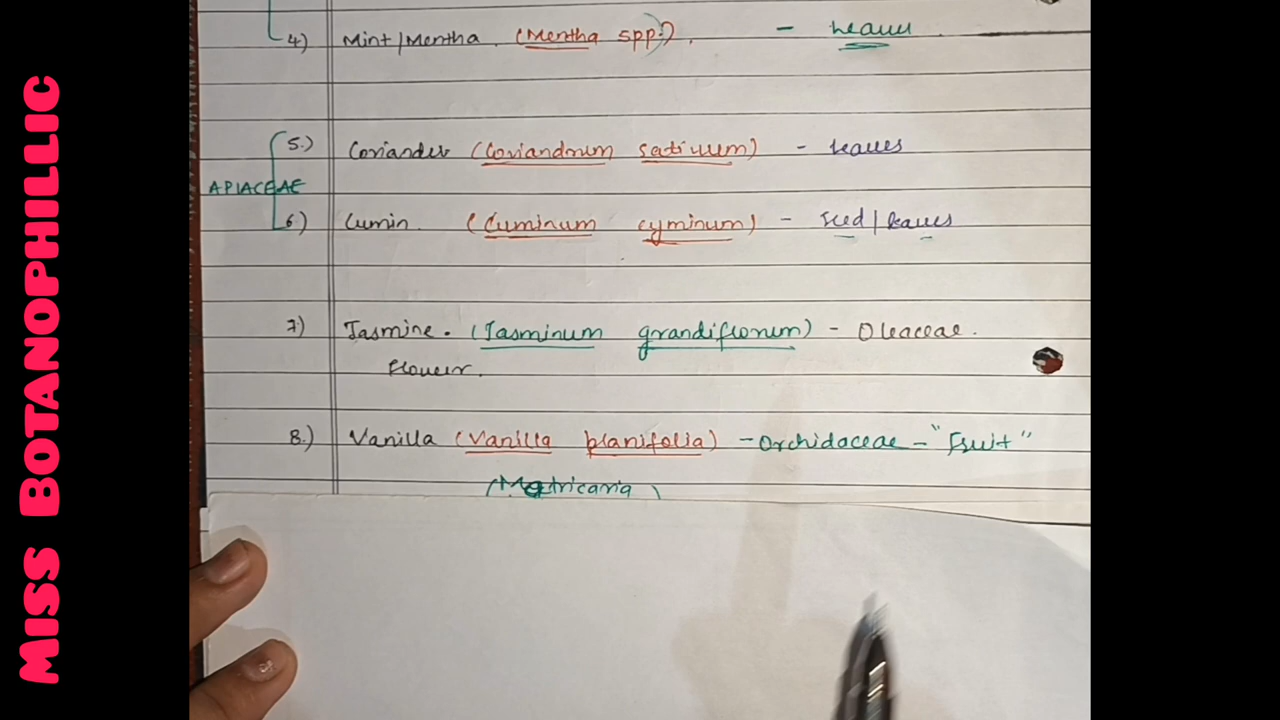 MISS BOTANOPHILLIC
4) Mint/Mentha. (Mentha spp.). - Leaves.
5.) Coriander (Coriandrum sativum) - Leaves
APIACEAE
6) Cumin. (Cuminum cyminum) - Seed/Leaves
7) Jasmine. (Jasminum grandiflorum) - Oleaceae.
Flower.
8.) Vanilla (Vanilla planifolia) - Orchidaceae - "Fruit"
(Matricaria)